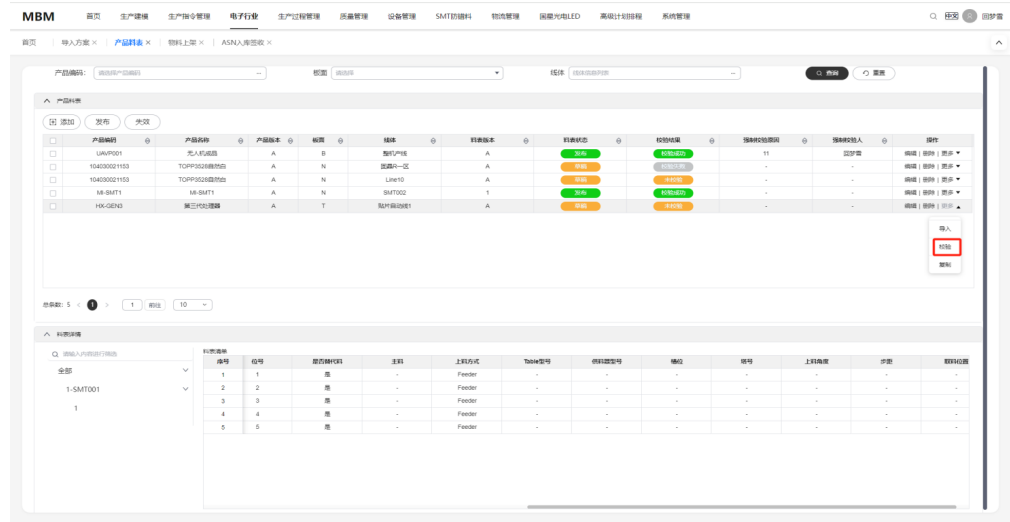 MBM 首页 生产建模 生产指令管理 电子行业 生产过程管理 质量管理 设备管理 SMT防错料 物流管理 国星光电LED 高级计划排程 系统管理 中文 回梦雪
首页 导入方案 × 产品料表 × 物料上架 × ASN入库签收 ×
产品编码： 请选择产品编码 ... 板面 请选择 线体 线体信息列表 ... 查询 重置
产品料表
添加 发布 失效
产品编码 产品名称 产品版本 板面 线体 料表版本 料表状态 校验结果 强制校验原因 强制校验人 操作
UAVP001 无人机成品 A B 整机产线 A 发布 校验成功 11 回梦雪 编辑 | 删除 | 更多
104030021153 TOPP3528自然白 A N 国星R一区 A 草稿 校验失败 - - 编辑 | 删除 | 更多
104030021153 TOPP3528自然白 A N Line10 A 草稿 未校验 - - 编辑 | 删除 | 更多
MI-SMT1 MI-SMT1 A N SMT002 1 发布 校验成功 - - 编辑 | 删除 | 更多
HX-GEN3 第三代处理器 A T 贴片自动线1 A 草稿 未校验 - - 编辑 | 删除 | 更多
导入
校验
复制
总条数: 5 < 1 > 1 前往 10
料表详情
请输入内容进行筛选
全部
1-SMT001
1
料表清单
序号 位号 是否替代料 主料 上料方式 Table型号 供料器型号 槽位 信号 上料角度 步距 取料位置
1 1 是 - Feeder - - - - - - -
2 2 是 - Feeder - - - - - - -
3 3 是 - Feeder - - - - - - -
4 4 是 - Feeder - - - - - - -
5 5 是 - Feeder - - - - - - -